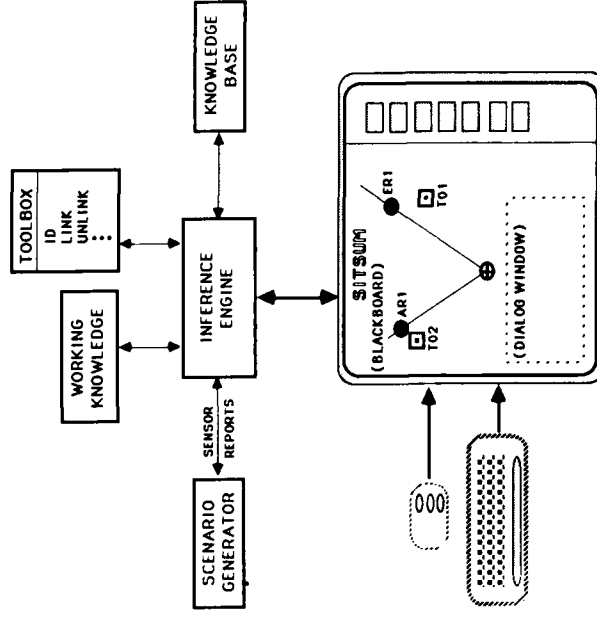 WORKING
KNOWLEDGE
TOOLBOX
ID
LINK
UNLINK
:
SCENARIO
GENERATOR
SENSOR
REPORTS
INFERENCE
ENGINE
KNOWLEDGE
BASE
SITSUM
(BLACKBOARD)
AR1
TO2
ER1
TO1
(DIALOG WINDOW)